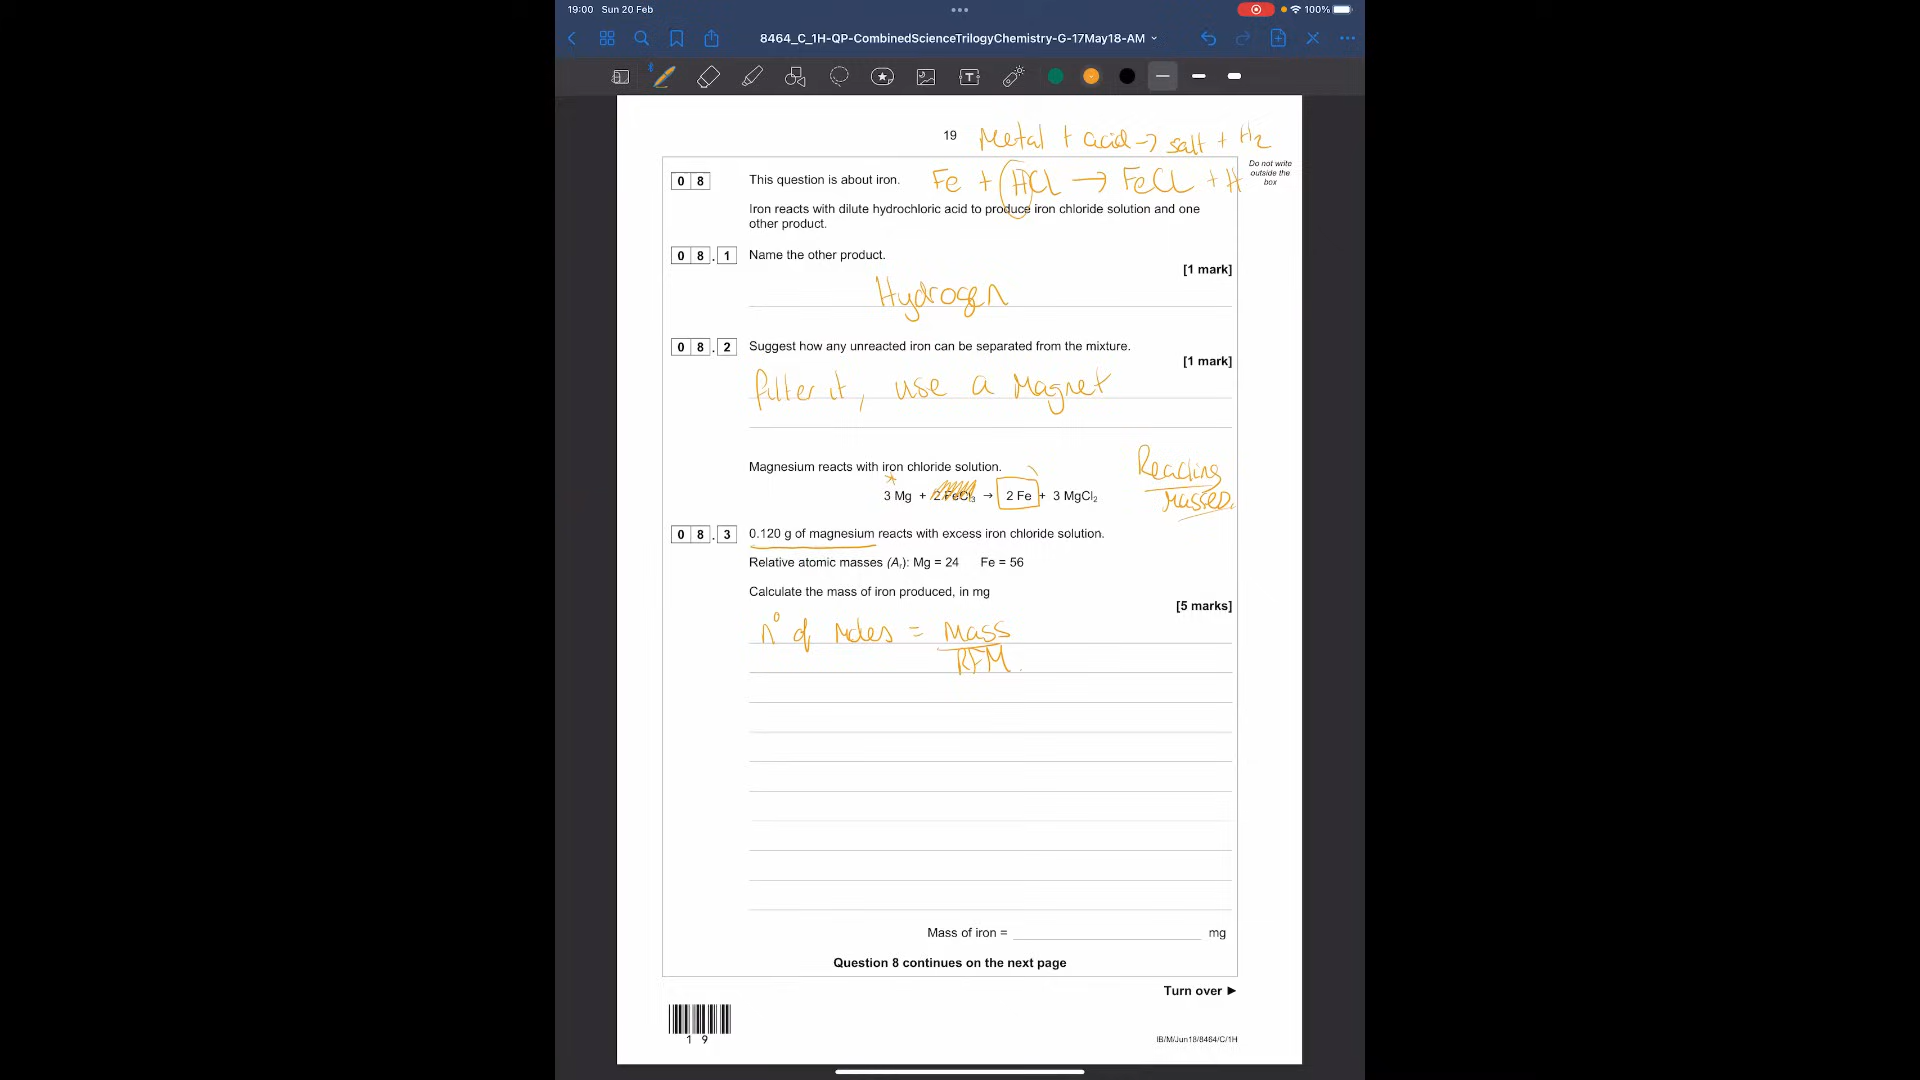 19:00 Sun 20 Feb
100%
8464_C_1H-QP-CombinedScienceTrilogyChemistry-G-17May18-AM
19
Metal + acid → salt + H2
Do not write
outside the
box
0 8 This question is about iron.
Fe + HCl → FeCl + H
Iron reacts with dilute hydrochloric acid to produce iron chloride solution and one
other product.
0 8 . 1 Name the other product.
[1 mark]
Hydrogen
0 8 . 2 Suggest how any unreacted iron can be separated from the mixture.
[1 mark]
filter it, use a magnet
Magnesium reacts with iron chloride solution.
Reacting
Masses.
3 Mg + 2 FeCl3 → 2 Fe + 3 MgCl2
0 8 . 3 0.120 g of magnesium reacts with excess iron chloride solution.
Relative atomic masses (Ar): Mg = 24 Fe = 56
Calculate the mass of iron produced, in mg
[5 marks]
nº of moles = Mass
RFM
Mass of iron = mg
Question 8 continues on the next page
Turn over ►
1 9
IB/M/Jun18/8464/C/1H